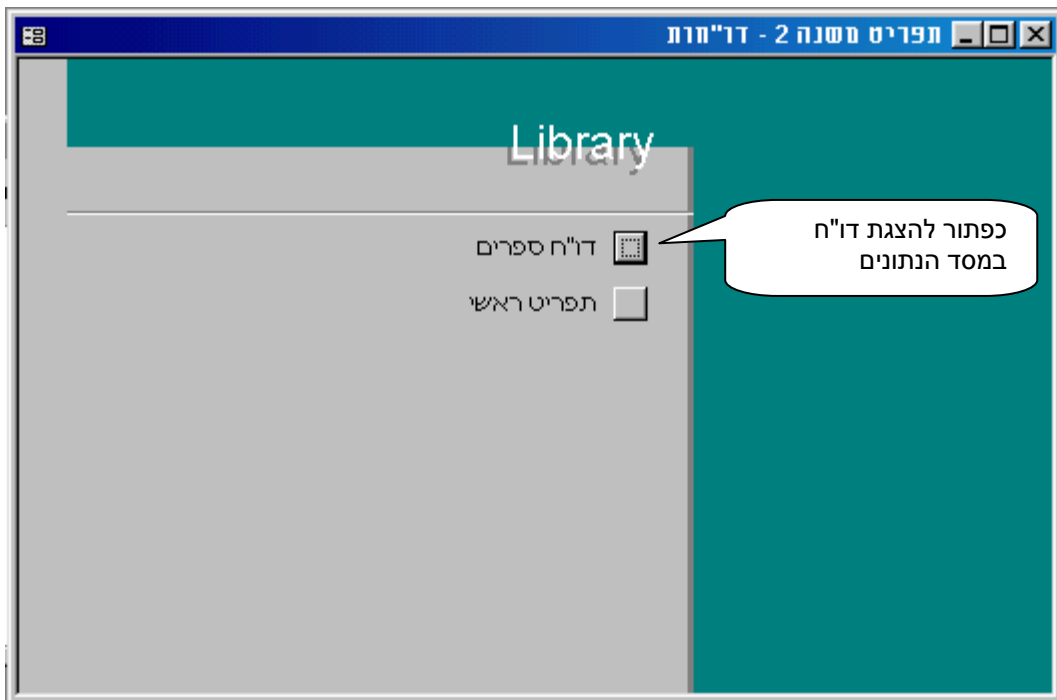 תפריט משנה 2 - דו"חות
Library
דו"ח ספרים
כפתור להצגת דו"ח
במסד הנתונים
תפריט ראשי